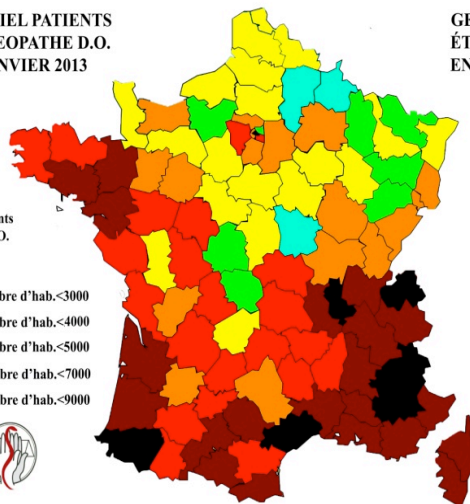 IEL PATIENTS
EOPATHE D.O.
NVIER 2013
GE
ÉT
EN
nts
O.
bre d'hab.<3000
bre d'hab.<4000
bre d'hab.<5000
bre d'hab.<7000
bre d'hab.<9000